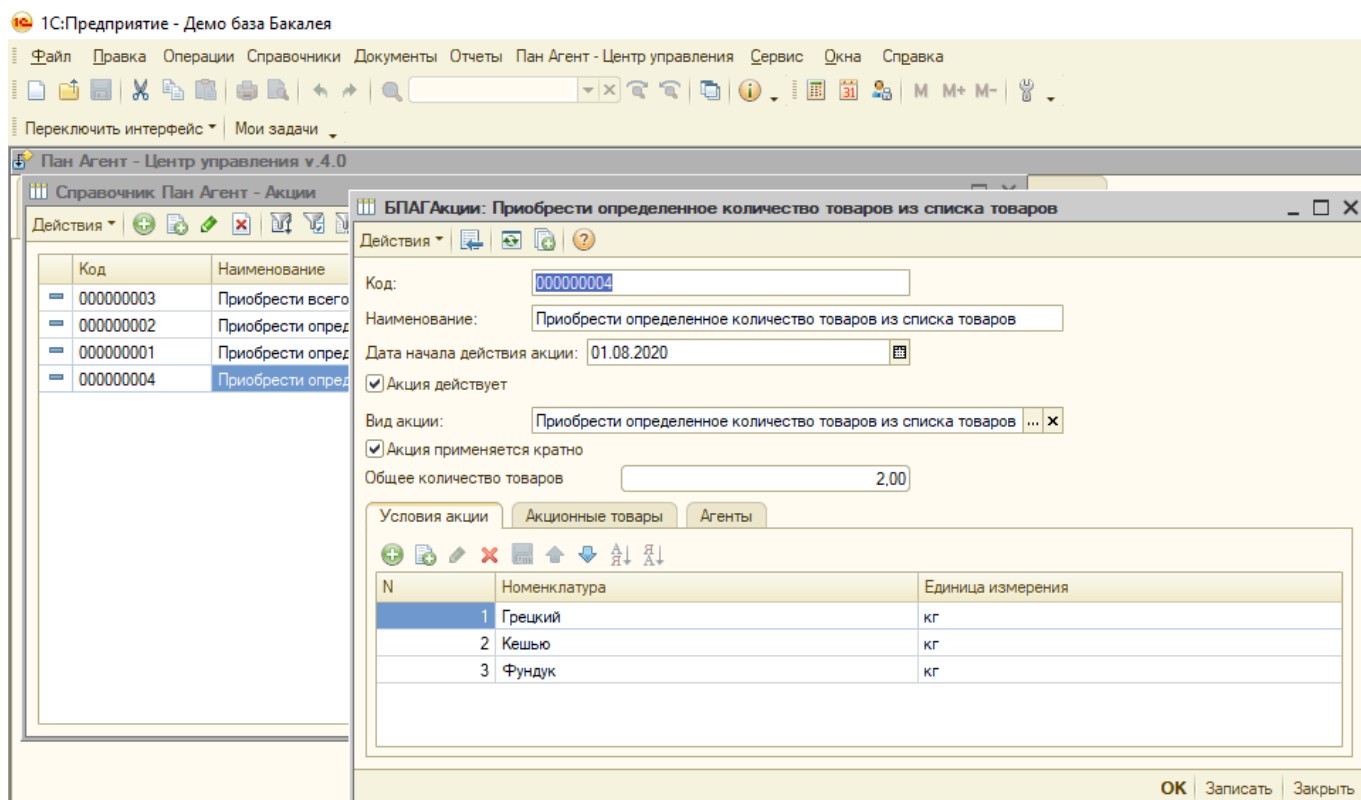 1С:Предприятие - Демо база Бакалея
Файл Правка Операции Справочники Документы Отчеты Пан Агент - Центр управления Сервис Окна Справка
31 M M+ M-
Переключить интерфейс Мои задачи
Пан Агент - Центр управления v.4.0
Справочник Пан Агент - Акции
Действия
Код Наименование
000000003 Приобрести всего
000000002 Приобрести опред
000000001 Приобрести опред
000000004 Приобрести опред
БПАГАкции: Приобрести определенное количество товаров из списка товаров
Действия
Код: 000000004
Наименование: Приобрести определенное количество товаров из списка товаров
Дата начала действия акции: 01.08.2020
Акция действует
Вид акции: Приобрести определенное количество товаров из списка товаров ... x
Акция применяется кратно
Общее количество товаров 2,00
Условия акции Акционные товары Агенты
N Номенклатура Единица измерения
1 Грецкий кг
2 Кешью кг
3 Фундук кг
ОК Записать Закрыть